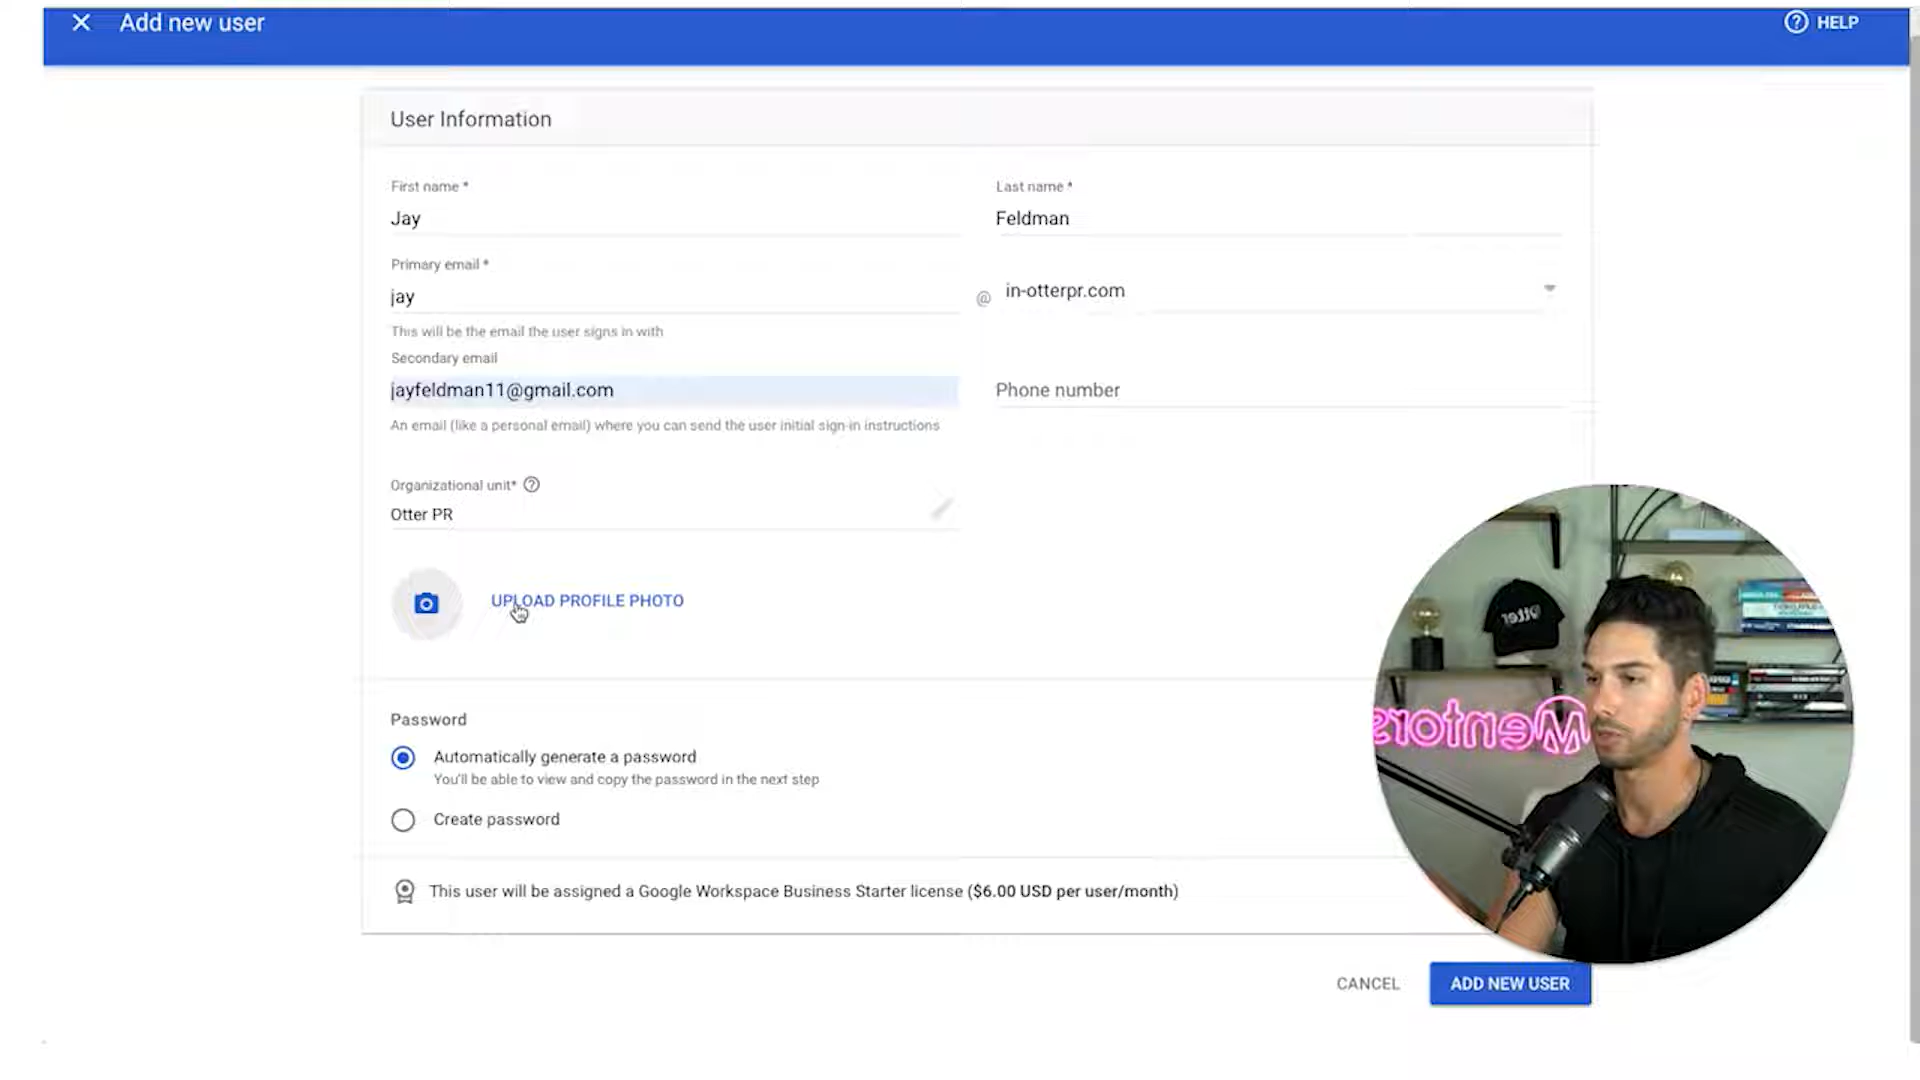 Add new user
HELP
User Information
First name *
Last name *
Jay
Feldman
Primary email *
jay
@
in-otterpr.com
This will be the email the user signs in with
Secondary email
jayfeldman11@gmail.com
Phone number
An email (like a personal email) where you can send the user initial sign-in instructions
Organizational unit*
Otter PR
UPLOAD PROFILE PHOTO
Password
Automatically generate a password
You'll be able to view and copy the password in the next step
Create password
This user will be assigned a Google Workspace Business Starter license ($6.00 USD per user/month)
CANCEL
ADD NEW USER
Otter
Mentors